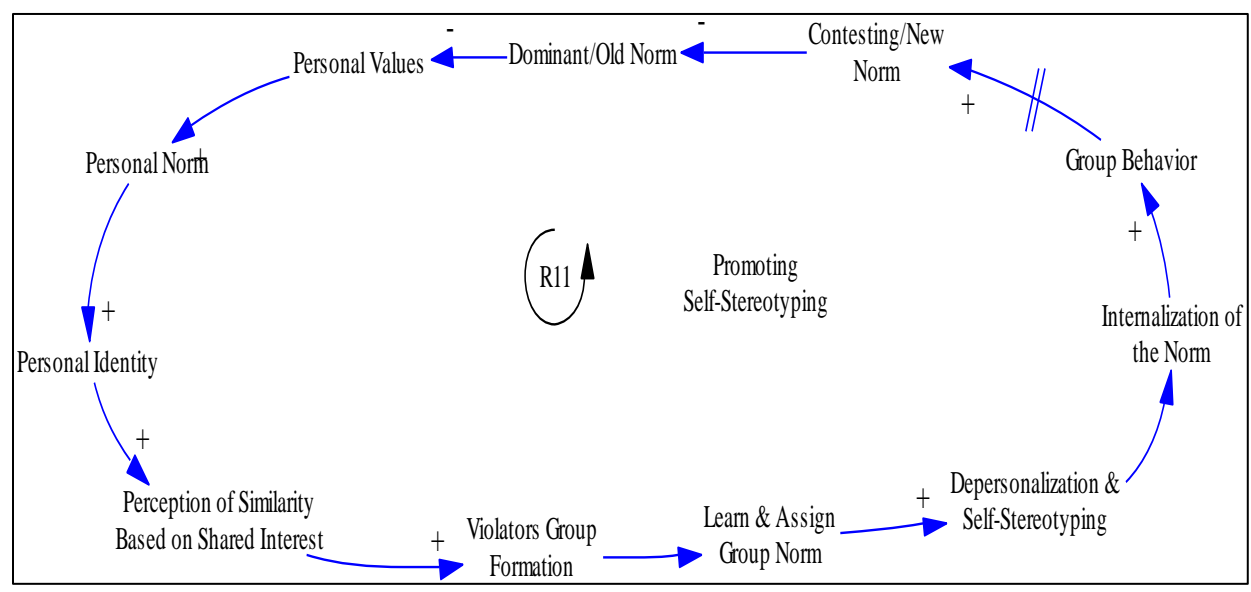 -
-
Contesting/New
Norm
Dominant/Old Norm
Personal Values
+
Group Behavior
Personal Norm
+
+
Promoting
Self-Stereotyping
R11
Internalization of
the Norm
+
Personal Identity
+
Depersonalization &
Self-Stereotyping
+
Perception of Similarity
Based on Shared Interest
Learn & Assign
Group Norm
+
Violators Group
Formation